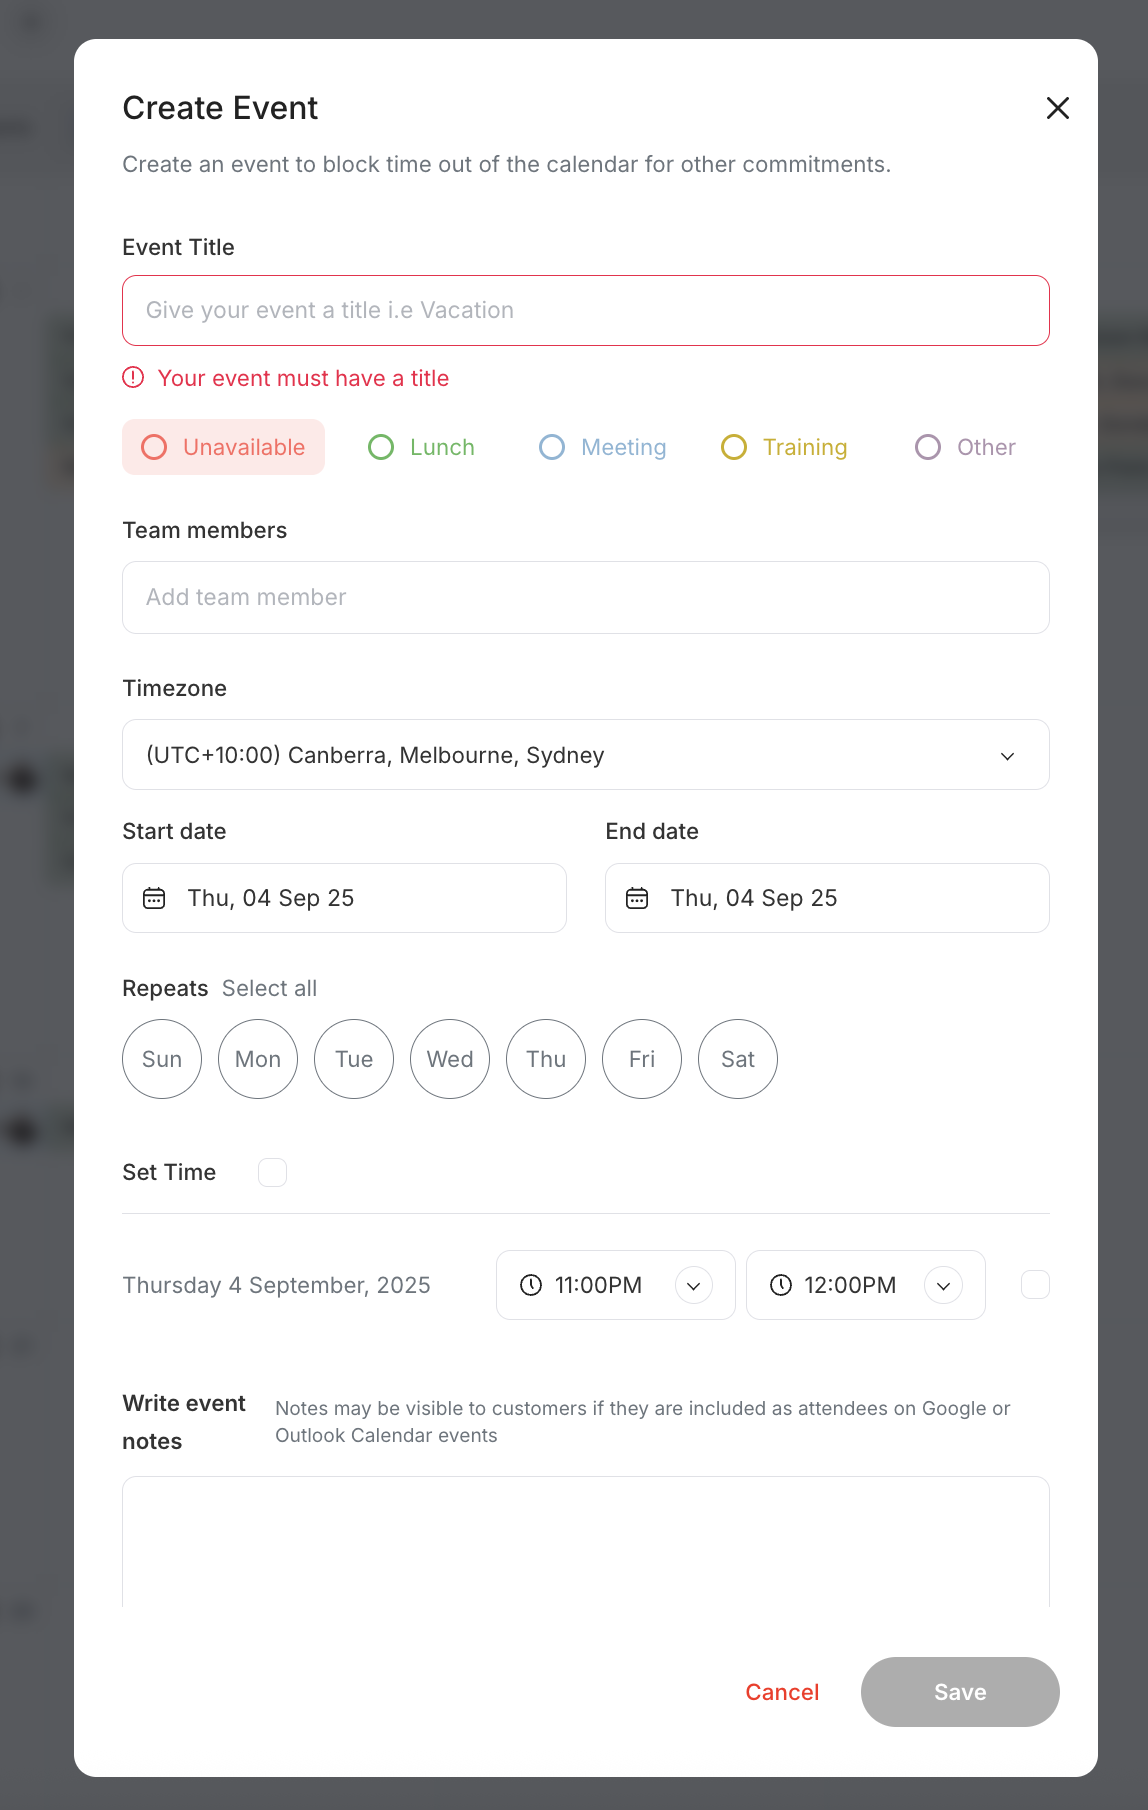 Create Event
Create an event to block time out of the calendar for other commitments.
Event Title
Give your event a title i.e Vacation
Your event must have a title
Unavailable Lunch Meeting Training Other
Team members
Add team member
Timezone
(UTC+10:00) Canberra, Melbourne, Sydney
Start date End date
Thu, 04 Sep 25 Thu, 04 Sep 25
Repeats Select all
Sun Mon Tue Wed Thu Fri Sat
Set Time
Thursday 4 September, 2025 11:00PM 12:00PM
Write event notes
Notes may be visible to customers if they are included as attendees on Google or
Outlook Calendar events
Cancel Save